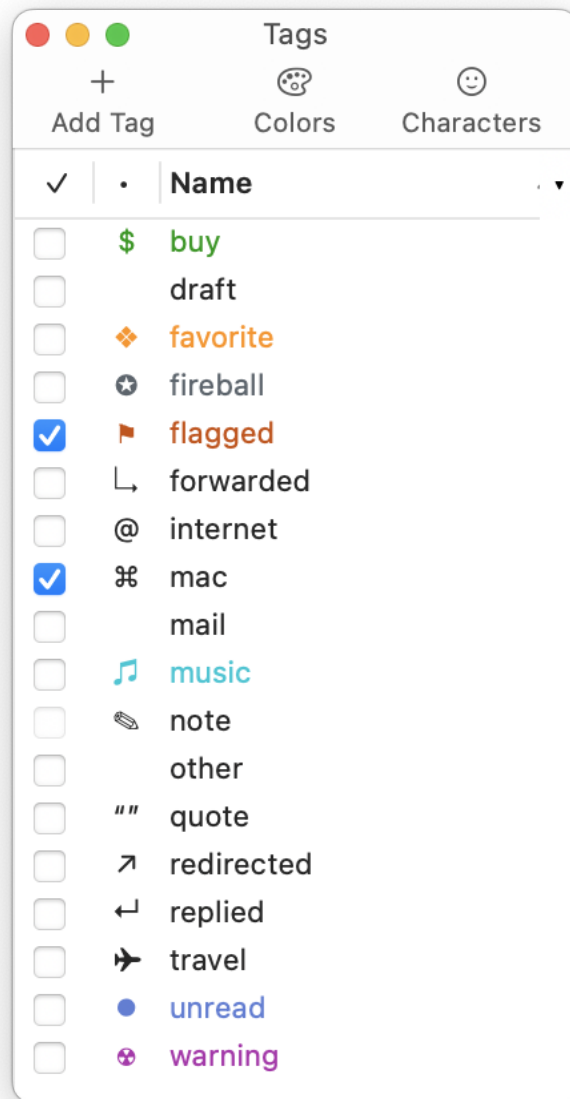 Tags
Add Tag Colors Characters
✓ • Name
$ buy
draft
❖ favorite
✪ fireball
⚑ flagged
forwarded
@ internet
⌘ mac
mail
♫ music
✎ note
other
"" quote
↗ redirected
↵ replied
✈ travel
● unread
☢ warning